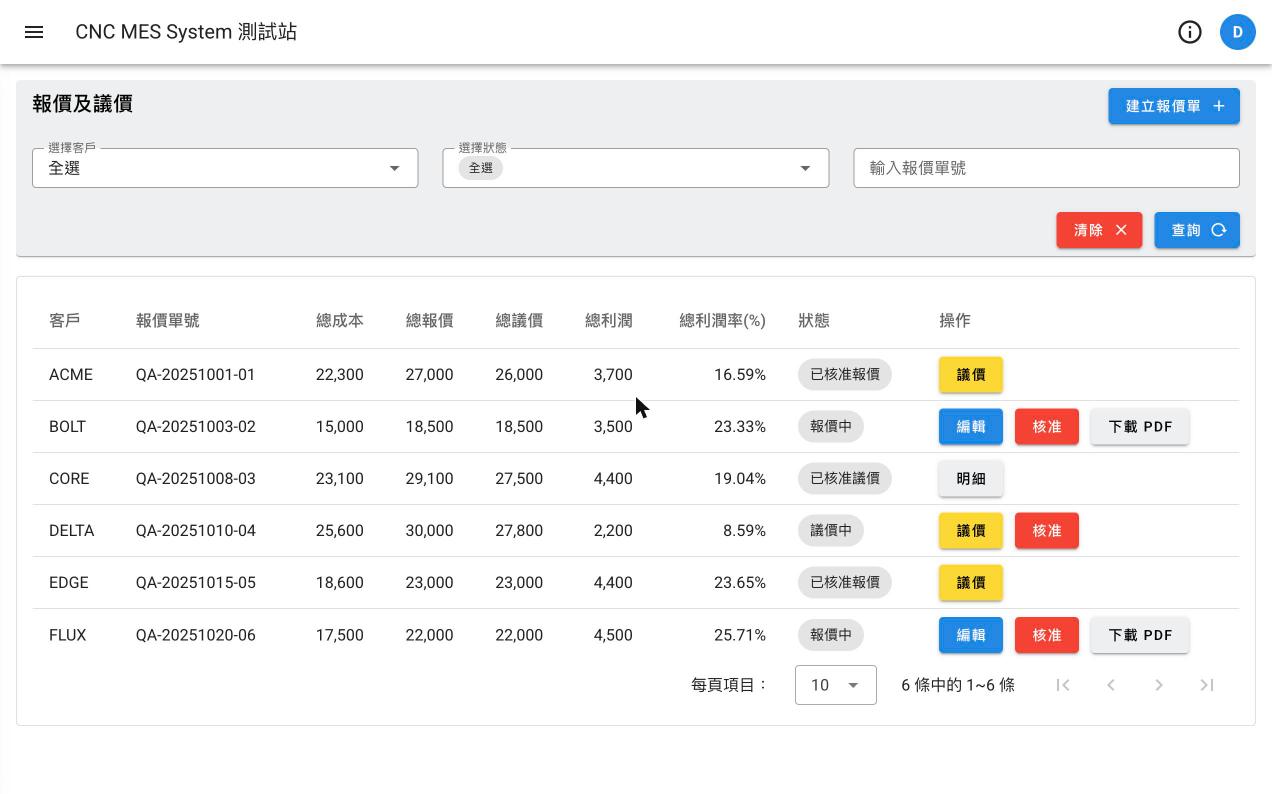 CNC MES System 測試站
D
報價及議價
建立報價單
選擇客戶
全選
選擇狀態
全選
輸入報價單號
清除
查詢
客戶 報價單號 總成本 總報價 總議價 總利潤 總利潤率(%) 狀態 操作
ACME QA-20251001-01 22,300 27,000 26,000 3,700 16.59% 已核准報價 議價
BOLT QA-20251003-02 15,000 18,500 18,500 3,500 23.33% 報價中 編輯 核准 下載 PDF
CORE QA-20251008-03 23,100 29,100 27,500 4,400 19.04% 已核准議價 明細
DELTA QA-20251010-04 25,600 30,000 27,800 2,200 8.59% 議價中 議價 核准
EDGE QA-20251015-05 18,600 23,000 23,000 4,400 23.65% 已核准報價 議價
FLUX QA-20251020-06 17,500 22,000 22,000 4,500 25.71% 報價中 編輯 核准 下載 PDF
每頁項目： 10 6 條中的 1~6 條